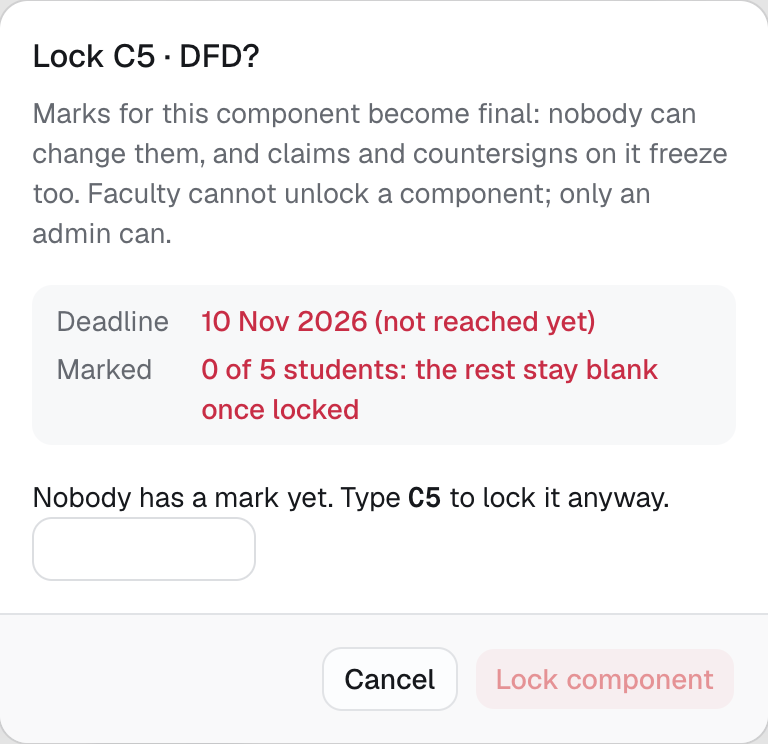 Lock C5 · DFD?
Marks for this component become final: nobody can
change them, and claims and countersigns on it freeze
too. Faculty cannot unlock a component; only an
admin can.
Deadline 10 Nov 2026 (not reached yet)
Marked 0 of 5 students: the rest stay blank
once locked
Nobody has a mark yet. Type C5 to lock it anyway.
Cancel Lock component